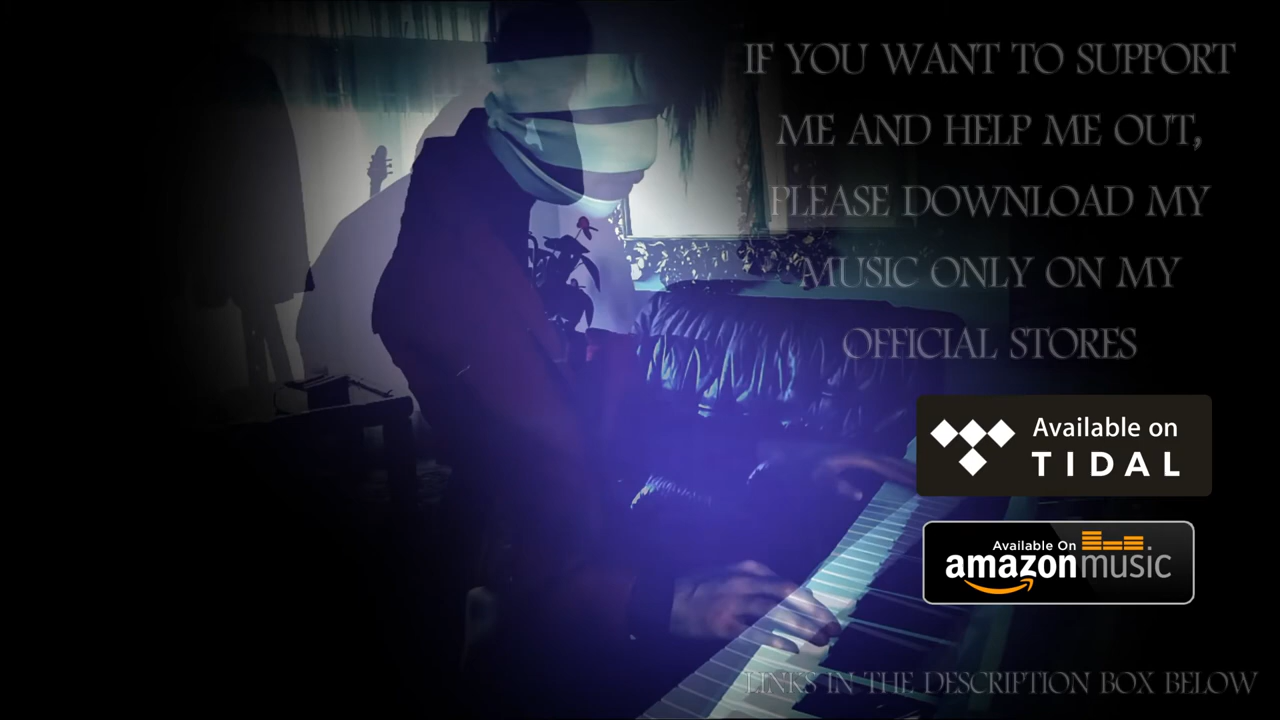 IF YOU WANT TO SUPPORT
ME AND HELP ME OUT,
PLEASE DOWNLOAD MY
MUSIC ONLY ON MY
OFFICIAL STORES
Available on
TIDAL
Available On
amazonmusic
LINKS IN THE DESCRIPTION BOX BELOW